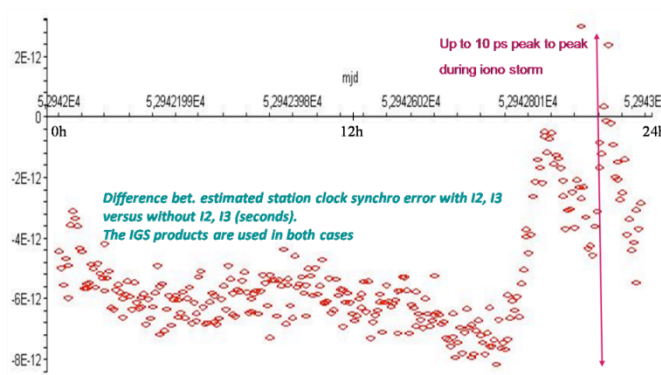 2E-12
Up to 10 ps peak to peak
during iono storm
mjd
5,2942E4 5,2942199E4 5,2942398E4 5,2942602E4 5,2942801E4 5,2943E
0
0h 12h 24h
-2E-12
Difference bet. estimated station clock synchro error with I2, I3
versus without I2, I3 (seconds).
The IGS products are used in both cases
-4E-12
-6E-12
-8E-12